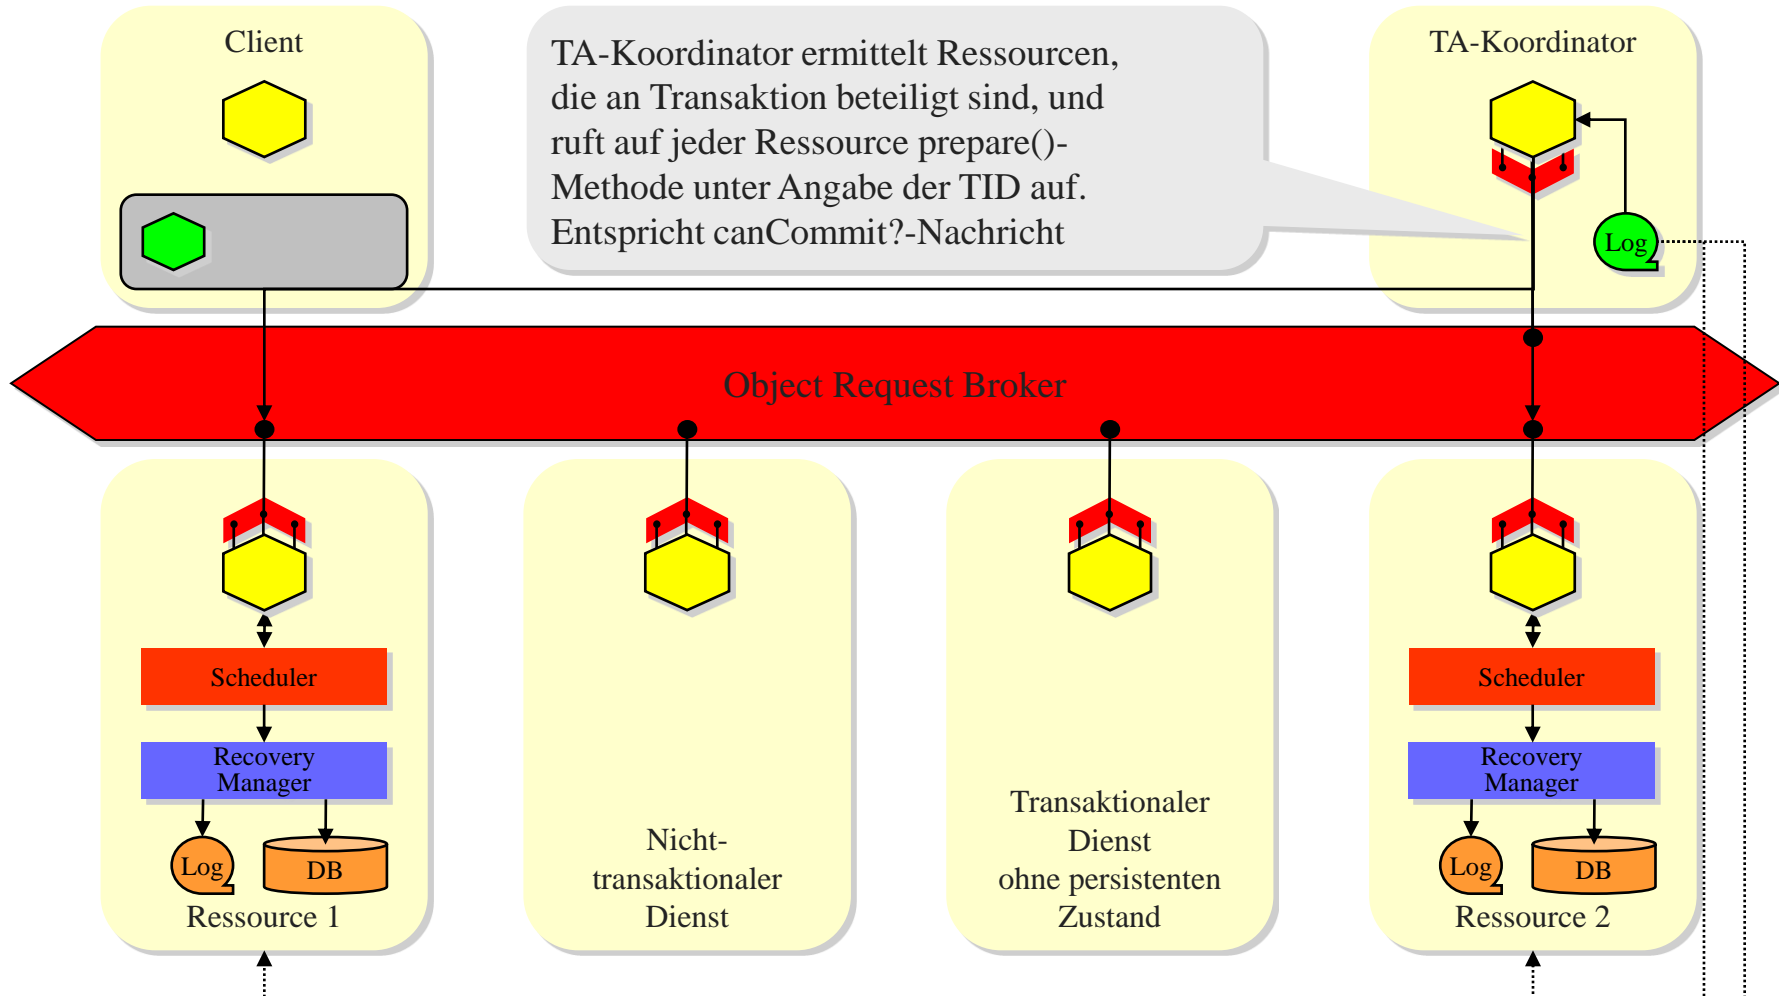 Client
TA-Koordinator ermittelt Ressourcen,
die an Transaktion beteiligt sind, und
ruft auf jeder Ressource prepare()-
Methode unter Angabe der TID auf.
Entspricht canCommit?-Nachricht
TA-Koordinator
Log
Object Request Broker
Scheduler
Recovery
Manager
Log
DB
Ressource 1
Nicht-
transaktionaler
Dienst
Transaktionaler
Dienst
ohne persistenten
Zustand
Scheduler
Recovery
Manager
Log
DB
Ressource 2